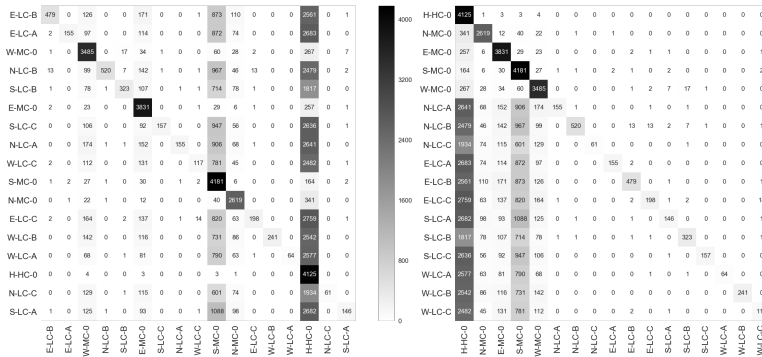 E-LC-B 479 0 126 0 0 171 0 0 0 873 110 0 0 0 2561 0 1
E-LC-A 2 155 97 0 0 114 0 0 0 872 74 0 0 0 2683 0 0
W-MC-0 0 0 3485 0 17 34 1 0 0 60 28 2 0 0 267 0 7
N-LC-B 13 0 99 520 7 142 1 0 0 967 46 13 0 0 2479 0 2
S-LC-B 1 0 78 1 323 107 0 0 0 714 78 1 0 0 1817 0 0
E-MC-0 2 0 23 0 0 3831 0 0 1 29 6 1 0 0 257 0 1
S-LC-C 0 0 106 0 0 92 157 0 0 947 56 0 0 0 2636 0 1
N-LC-A 0 0 174 1 1 152 0 155 0 906 68 0 0 0 2641 0 0
W-LC-C 2 0 112 0 0 131 0 0 117 781 45 0 0 0 2482 0 1
S-MC-0 1 2 27 1 0 30 0 0 1 4181 6 0 0 0 164 0 2
N-MC-0 0 1 22 0 1 12 0 0 0 40 2619 0 0 0 341 0 0
E-LC-C 2 0 164 0 2 137 0 1 14 820 63 198 0 0 2759 0 1
W-LC-B 0 0 142 0 0 116 0 0 0 731 86 0 241 0 2542 0 0
W-LC-A 0 0 68 0 1 81 0 0 0 790 63 0 0 64 2577 0 0
H-HC-0 0 0 4 0 0 3 0 0 0 3 1 0 0 0 4125 0 0
N-LC-C 0 0 129 0 1 115 0 0 0 601 74 0 0 0 1934 61 0
S-LC-A 1 0 125 0 1 93 0 0 0 1088 98 0 0 0 2682 0 146
E-LC-B E-LC-A W-MC-0 N-LC-B S-LC-B E-MC-0 S-LC-C N-LC-A W-LC-C S-MC-0 N-MC-0 E-LC-C W-LC-B W-LC-A H-HC-0 N-LC-C S-LC-A
4000
3200
2400
1600
800
0
H-HC-0 4125 1 3 3 4 0 0 0 0 0 0 0 0 0 0 0
N-MC-0 341 2619 12 40 22 0 0 0 1 0 0 0 1 0 0 0
E-MC-0 257 6 3831 29 23 0 0 0 0 2 1 1 0 0 0 0
S-MC-0 164 6 30 4181 27 0 1 0 2 1 0 2 0 0 0 0
W-MC-0 267 28 34 60 3485 0 0 0 0 0 2 7 17 1 0 0
N-LC-A 2641 68 152 906 174 155 1 0 0 0 0 0 1 0 0 0
N-LC-B 2479 46 142 967 99 0 520 0 0 13 13 2 7 1 0 0
N-LC-C 1934 74 115 601 129 0 0 61 0 0 0 0 1 0 0 0
E-LC-A 2683 74 114 872 97 0 0 0 155 2 0 0 0 0 0 0
E-LC-B 2561 110 171 873 126 0 0 0 0 479 0 1 0 0 0 0
E-LC-C 2759 63 137 820 164 1 0 0 0 2 198 1 2 0 0 0
S-LC-A 2682 98 93 1088 125 0 0 0 0 1 0 146 1 0 0 0
S-LC-B 1817 78 107 714 78 0 1 0 0 1 1 0 323 0 0 0
S-LC-C 2636 56 92 947 106 0 0 0 0 0 0 1 0 157 0 0
W-LC-A 2577 63 81 790 68 0 0 0 0 0 0 0 1 0 64 0
W-LC-B 2542 86 116 731 142 0 0 0 0 0 0 0 0 0 0 241
W-LC-C 2482 45 131 781 112 0 0 0 0 2 0 1 0 0 0 0
H-HC-0 N-MC-0 E-MC-0 S-MC-0 W-MC-0 N-LC-A N-LC-B N-LC-C E-LC-A E-LC-B E-LC-C S-LC-A S-LC-B S-LC-C W-LC-A W-LC-B